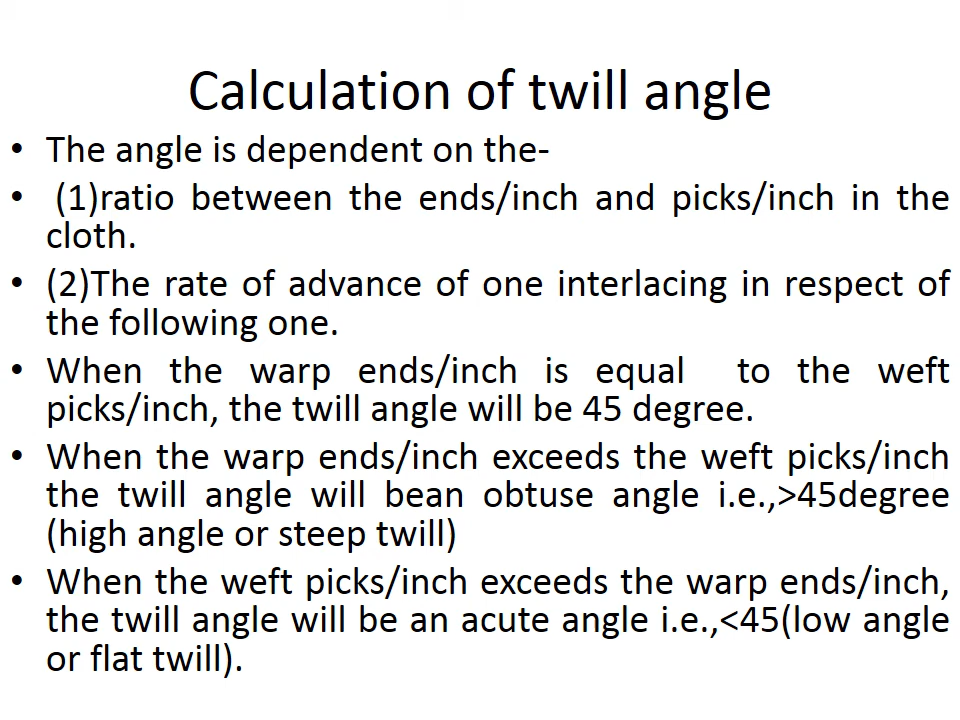 Calculation of twill angle
• The angle is dependent on the-
• (1)ratio between the ends/inch and picks/inch in the
cloth.
• (2)The rate of advance of one interlacing in respect of
the following one.
• When the warp ends/inch is equal to the weft
picks/inch, the twill angle will be 45 degree.
• When the warp ends/inch exceeds the weft picks/inch
the twill angle will bean obtuse angle i.e.,>45degree
(high angle or steep twill)
• When the weft picks/inch exceeds the warp ends/inch,
the twill angle will be an acute angle i.e.,<45(low angle
or flat twill).